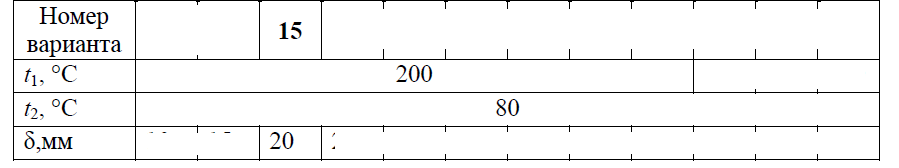 Номер
варианта 15
t₁, °C 200
t₂, °C 80
δ,мм 20